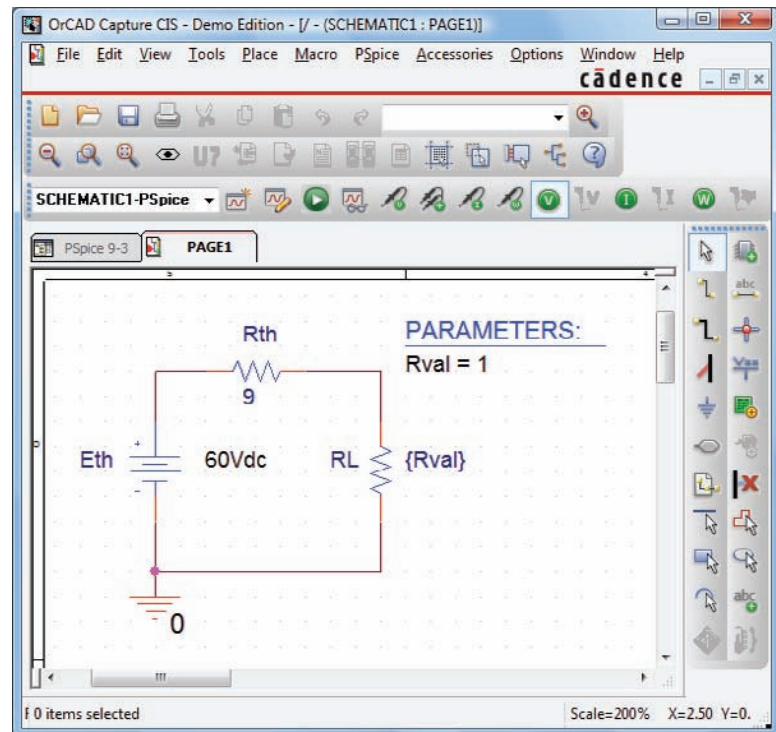 OrCAD Capture CIS - Demo Edition - [/ - (SCHEMATIC1 : PAGE1)]
File Edit View Tools Place Macro PSpice Accessories Options Window Help
cādence
U?
SCHEMATIC1-PSpice
V
V
I
I
W
PSpice 9-3
PAGE1
abc
Rth
PARAMETERS:
Rval = 1
9
+
Eth
60Vdc
RL
{Rval}
-
0
abc
0 items selected
Scale=200% X=2.50 Y=0.